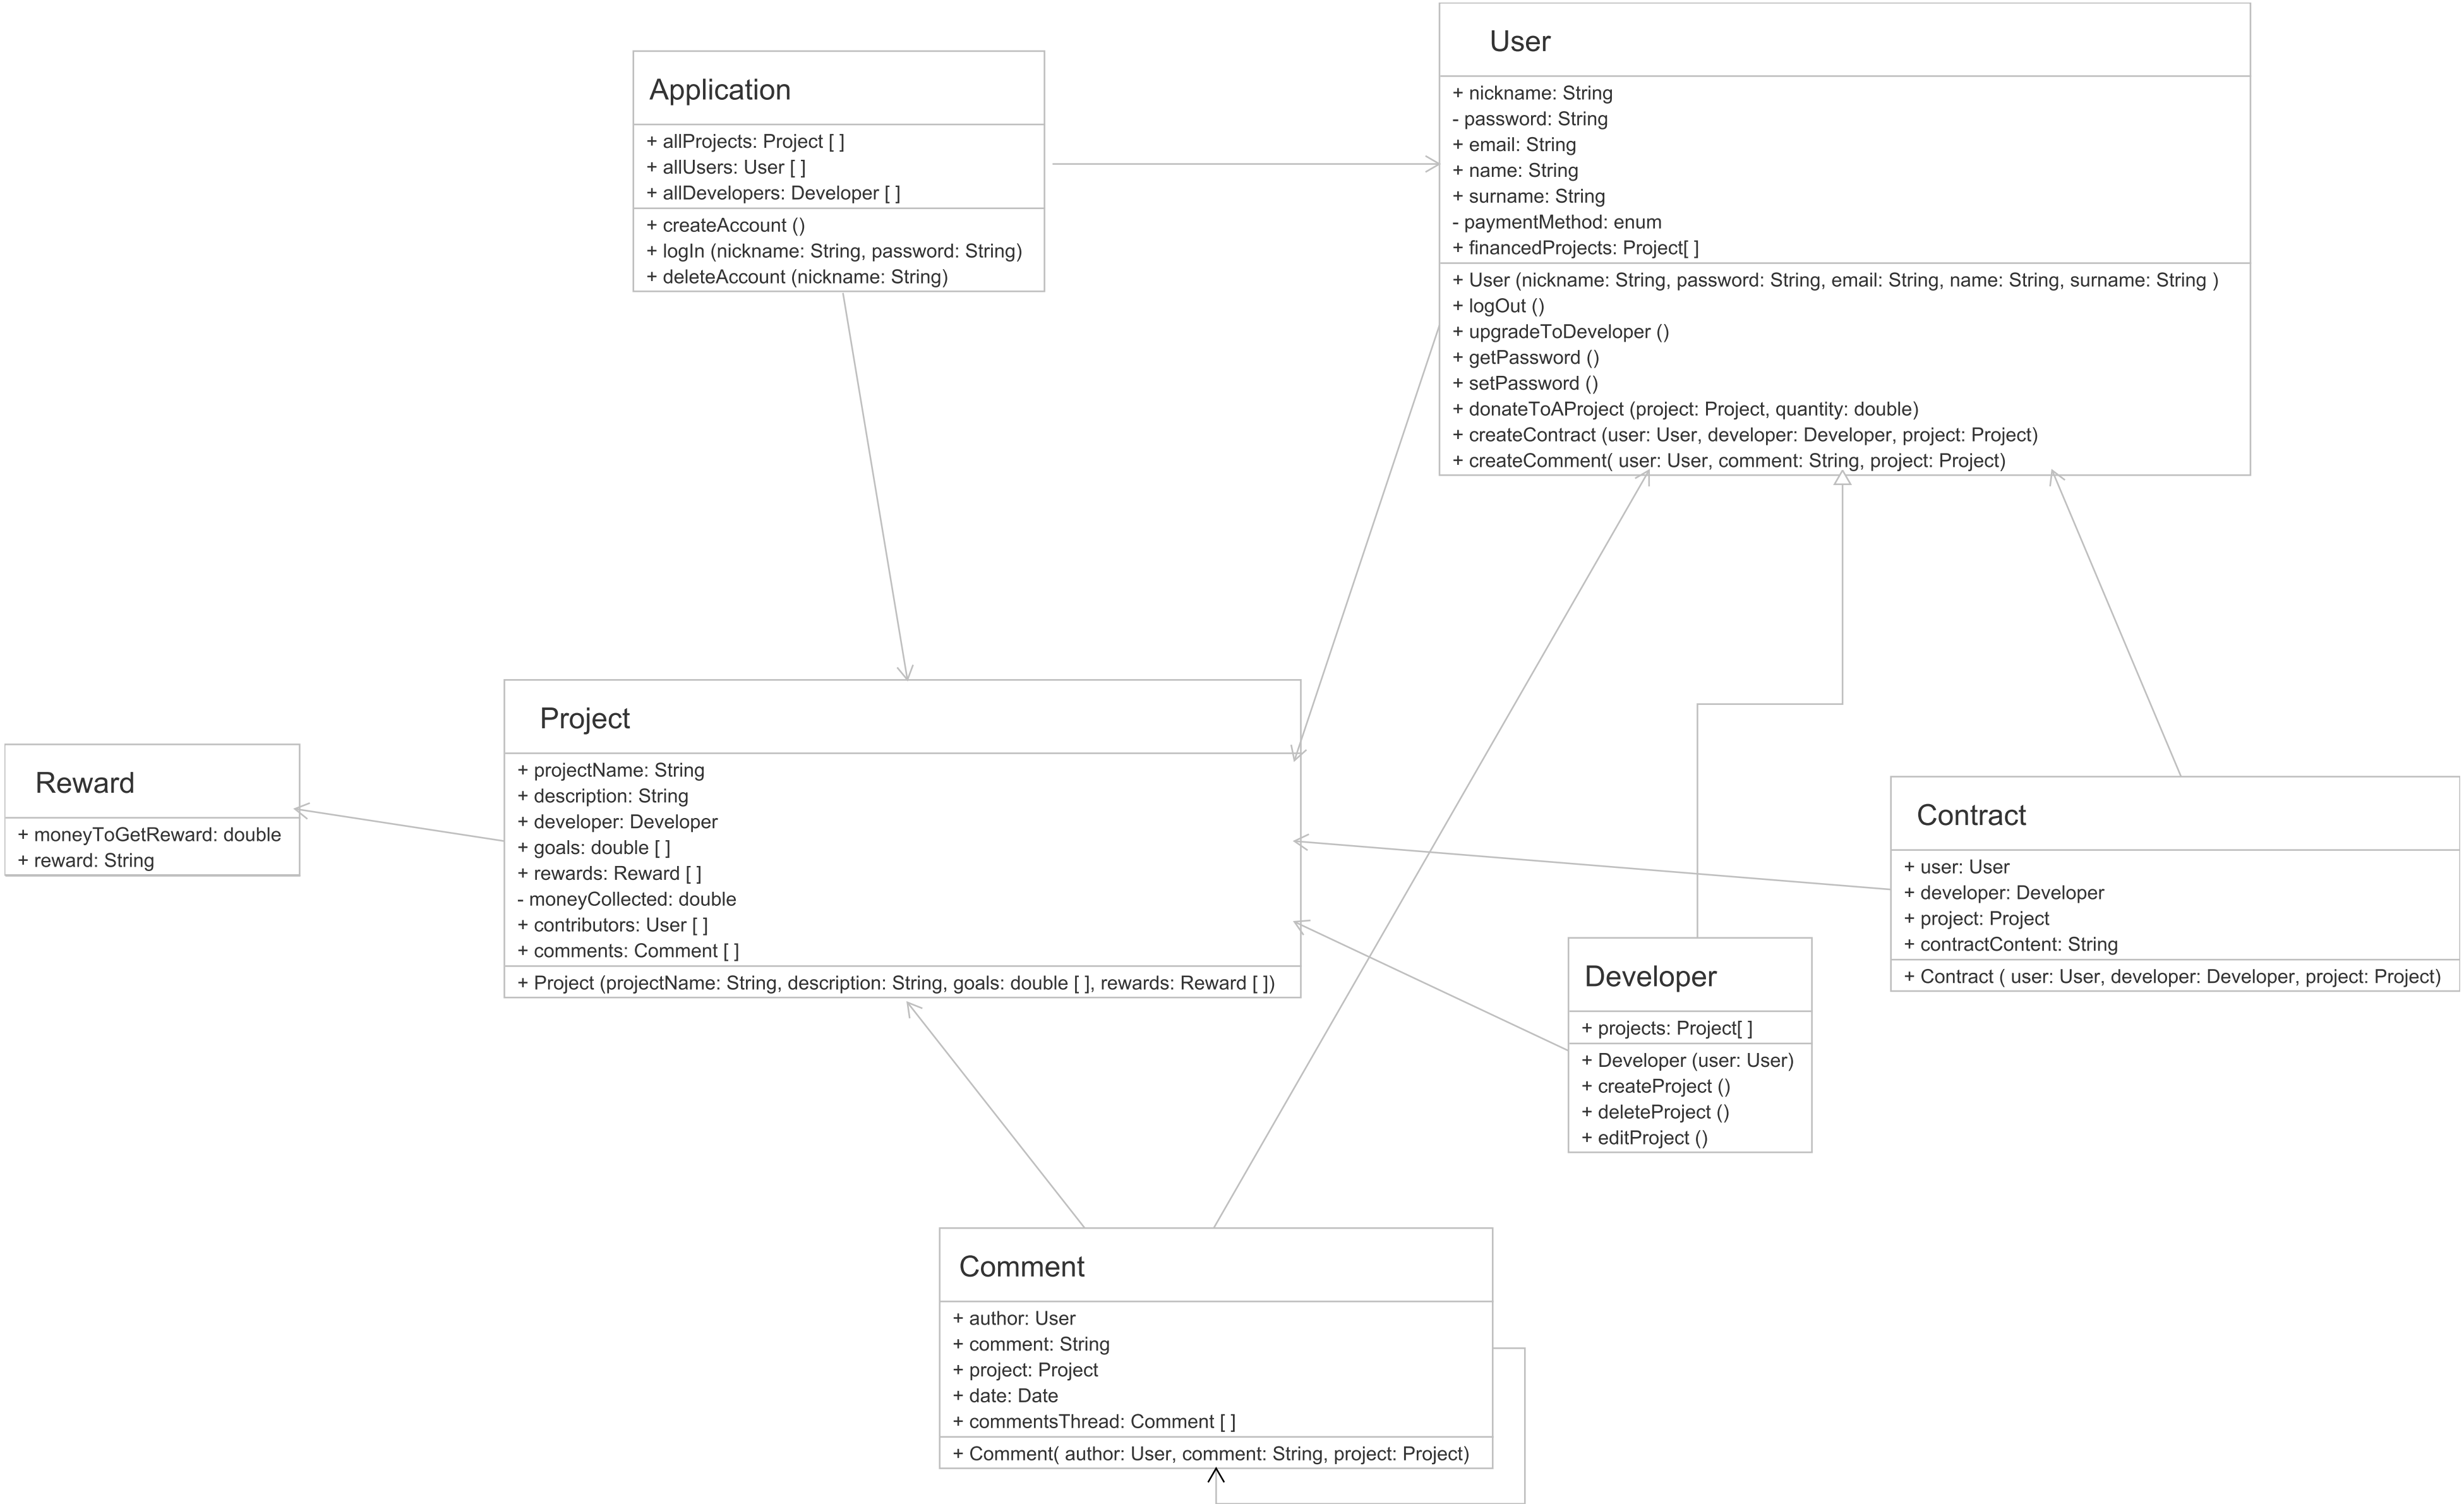 Application
+ allProjects: Project [ ]
+ allUsers: User [ ]
+ allDevelopers: Developer [ ]
+ createAccount ()
+ logIn (nickname: String, password: String)
+ deleteAccount (nickname: String)
User
+ nickname: String
- password: String
+ email: String
+ name: String
+ surname: String
- paymentMethod: enum
+ financedProjects: Project[ ]
+ User (nickname: String, password: String, email: String, name: String, surname: String )
+ logOut ()
+ upgradeToDeveloper ()
+ getPassword ()
+ setPassword ()
+ donateToAProject (project: Project, quantity: double)
+ createContract (user: User, developer: Developer, project: Project)
+ createComment( user: User, comment: String, project: Project)
Reward
+ moneyToGetReward: double
+ reward: String
Project
+ projectName: String
+ description: String
+ developer: Developer
+ goals: double [ ]
+ rewards: Reward [ ]
- moneyCollected: double
+ contributors: User [ ]
+ comments: Comment [ ]
+ Project (projectName: String, description: String, goals: double [ ], rewards: Reward [ ])
Contract
+ user: User
+ developer: Developer
+ project: Project
+ contractContent: String
+ Contract ( user: User, developer: Developer, project: Project)
Developer
+ projects: Project[ ]
+ Developer (user: User)
+ createProject ()
+ deleteProject ()
+ editProject ()
Comment
+ author: User
+ comment: String
+ project: Project
+ date: Date
+ commentsThread: Comment [ ]
+ Comment( author: User, comment: String, project: Project)